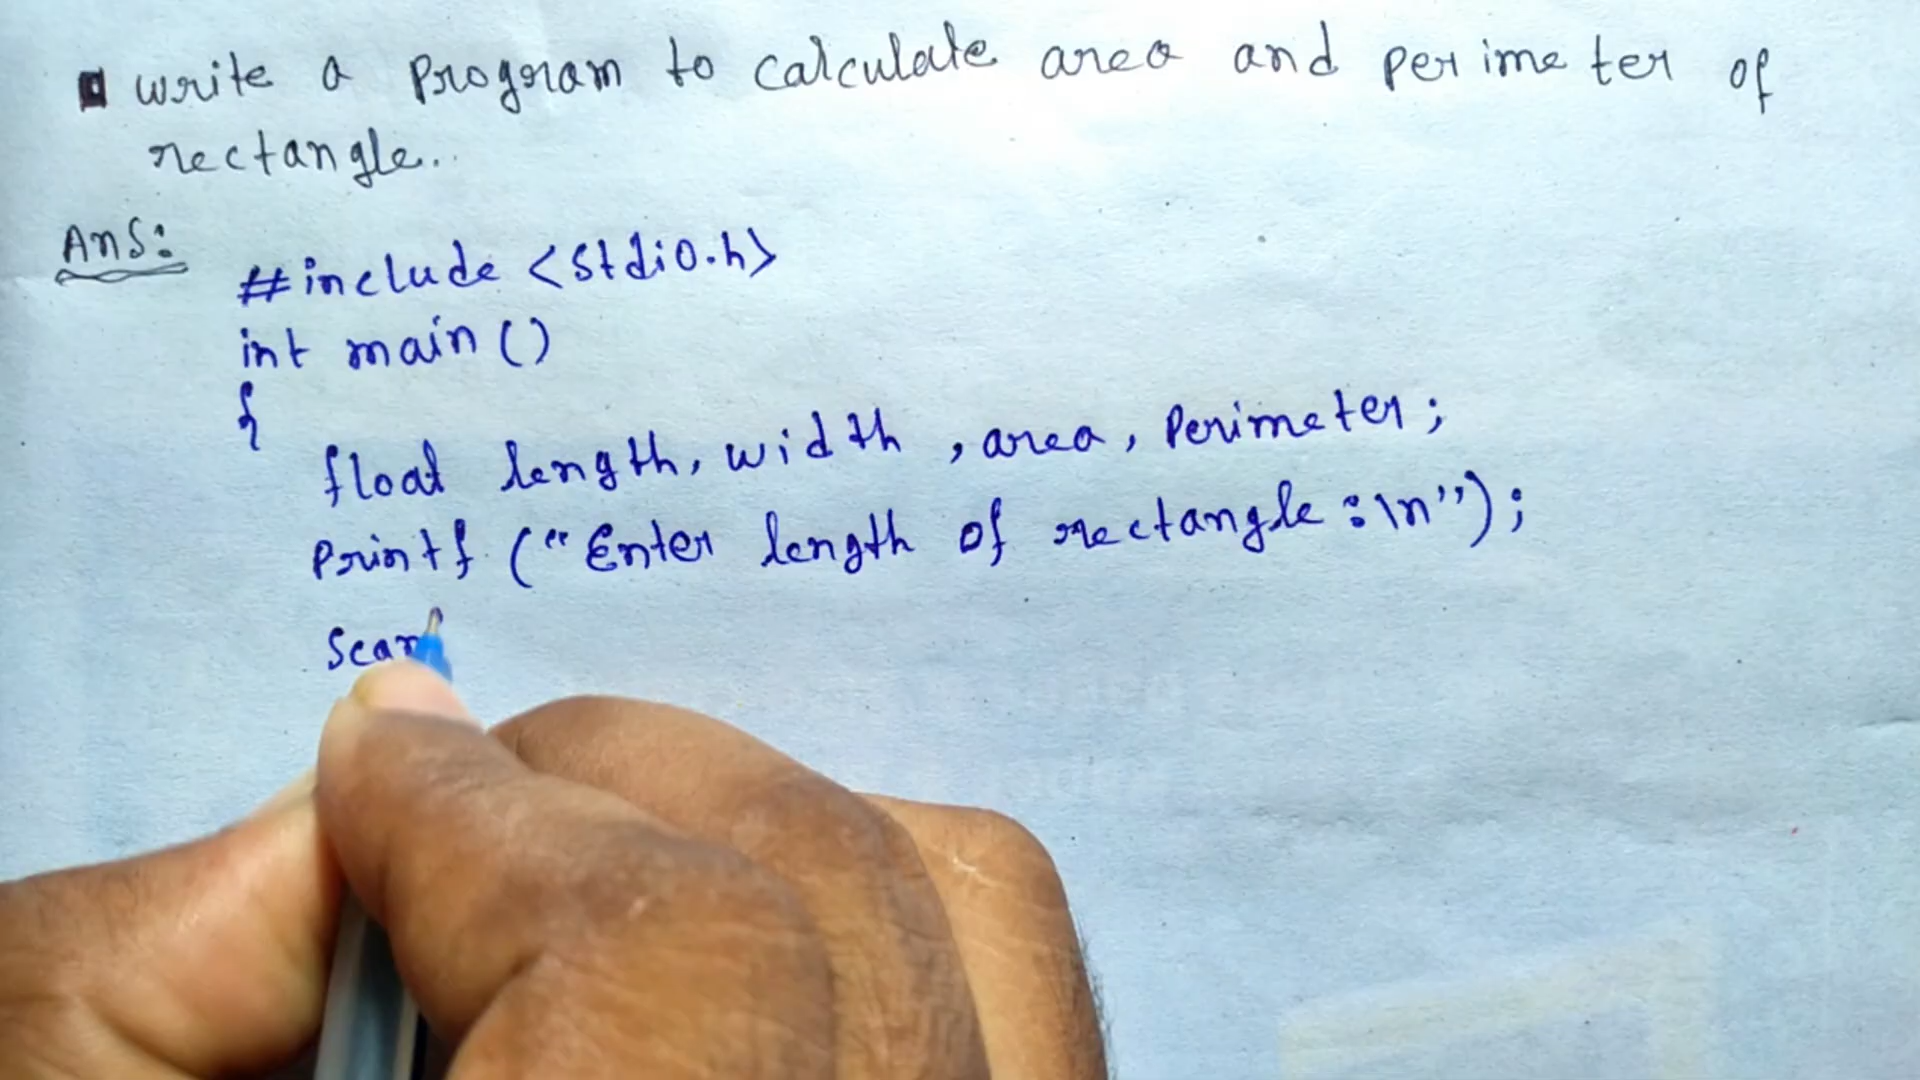 write a program to calculate area and perimeter of
rectangle..
Ans:
#include <stdio.h>
int main ()
{
float length, width, area, Perimeter;
Printf ("Enter length of rectangle:\n");
Scan